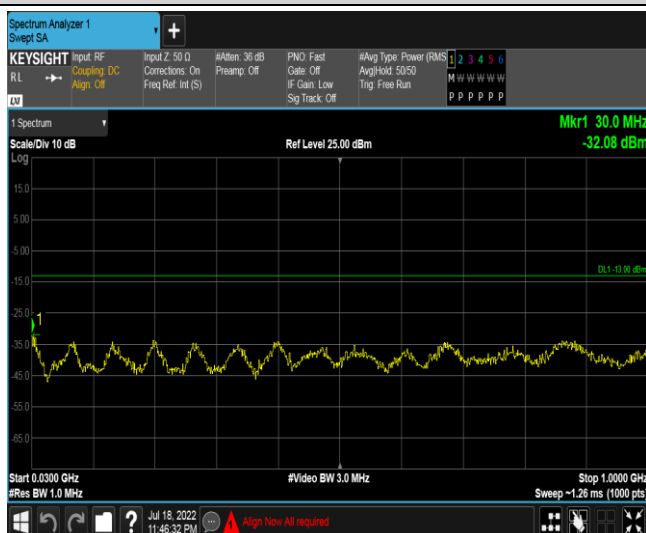 Spectrum Analyzer 1
Swept SA
+
KEYSIGHT
RL
LXI
Input: RF
Coupling: DC
Align: Off
Input Z: 50 Ω
Corrections: On
Freq Ref: Int (S)
#Atten: 36 dB
Preamp: Off
PNO: Fast
Gate: Off
IF Gain: Low
Sig Track: Off
#Avg Type: Power (RMS
Avg|Hold: 50/50
Trig: Free Run
1 2 3 4 5 6
M W W W W W
P P P P P P
1 Spectrum
Scale/Div 10 dB
Ref Level 25.00 dBm
Mkr1 30.0 MHz
-32.08 dBm
Log
15.0
5.00
-5.00
-15.0
-25.0
-35.0
-45.0
-55.0
-65.0
DL1 -13.00 dBm
1
Start 0.0300 GHz
#Res BW 1.0 MHz
#Video BW 3.0 MHz
Stop 1.0000 GHz
Sweep ~1.26 ms (1000 pts)
?
Jul 18, 2022
11:46:32 PM
Align Now All required